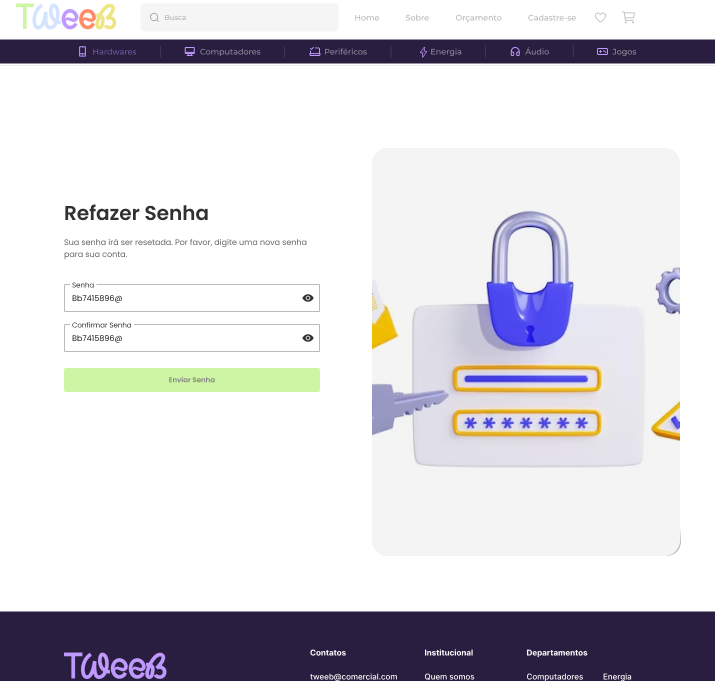 TweeB
Busca
Home Sobre Orçamento Cadastre-se
Hardwares Computadores Periféricos Energia Áudio Jogos
Refazer Senha
Sua senha irá ser resetada. Por favor, digite uma nova senha
para sua conta.
Senha
Bb7415896@
Confirmar Senha
Bb7415896@
Enviar Senha
*******
TweeB
Contatos Institucional Departamentos
tweeb@comercial.com Quem somos Computadores Energia